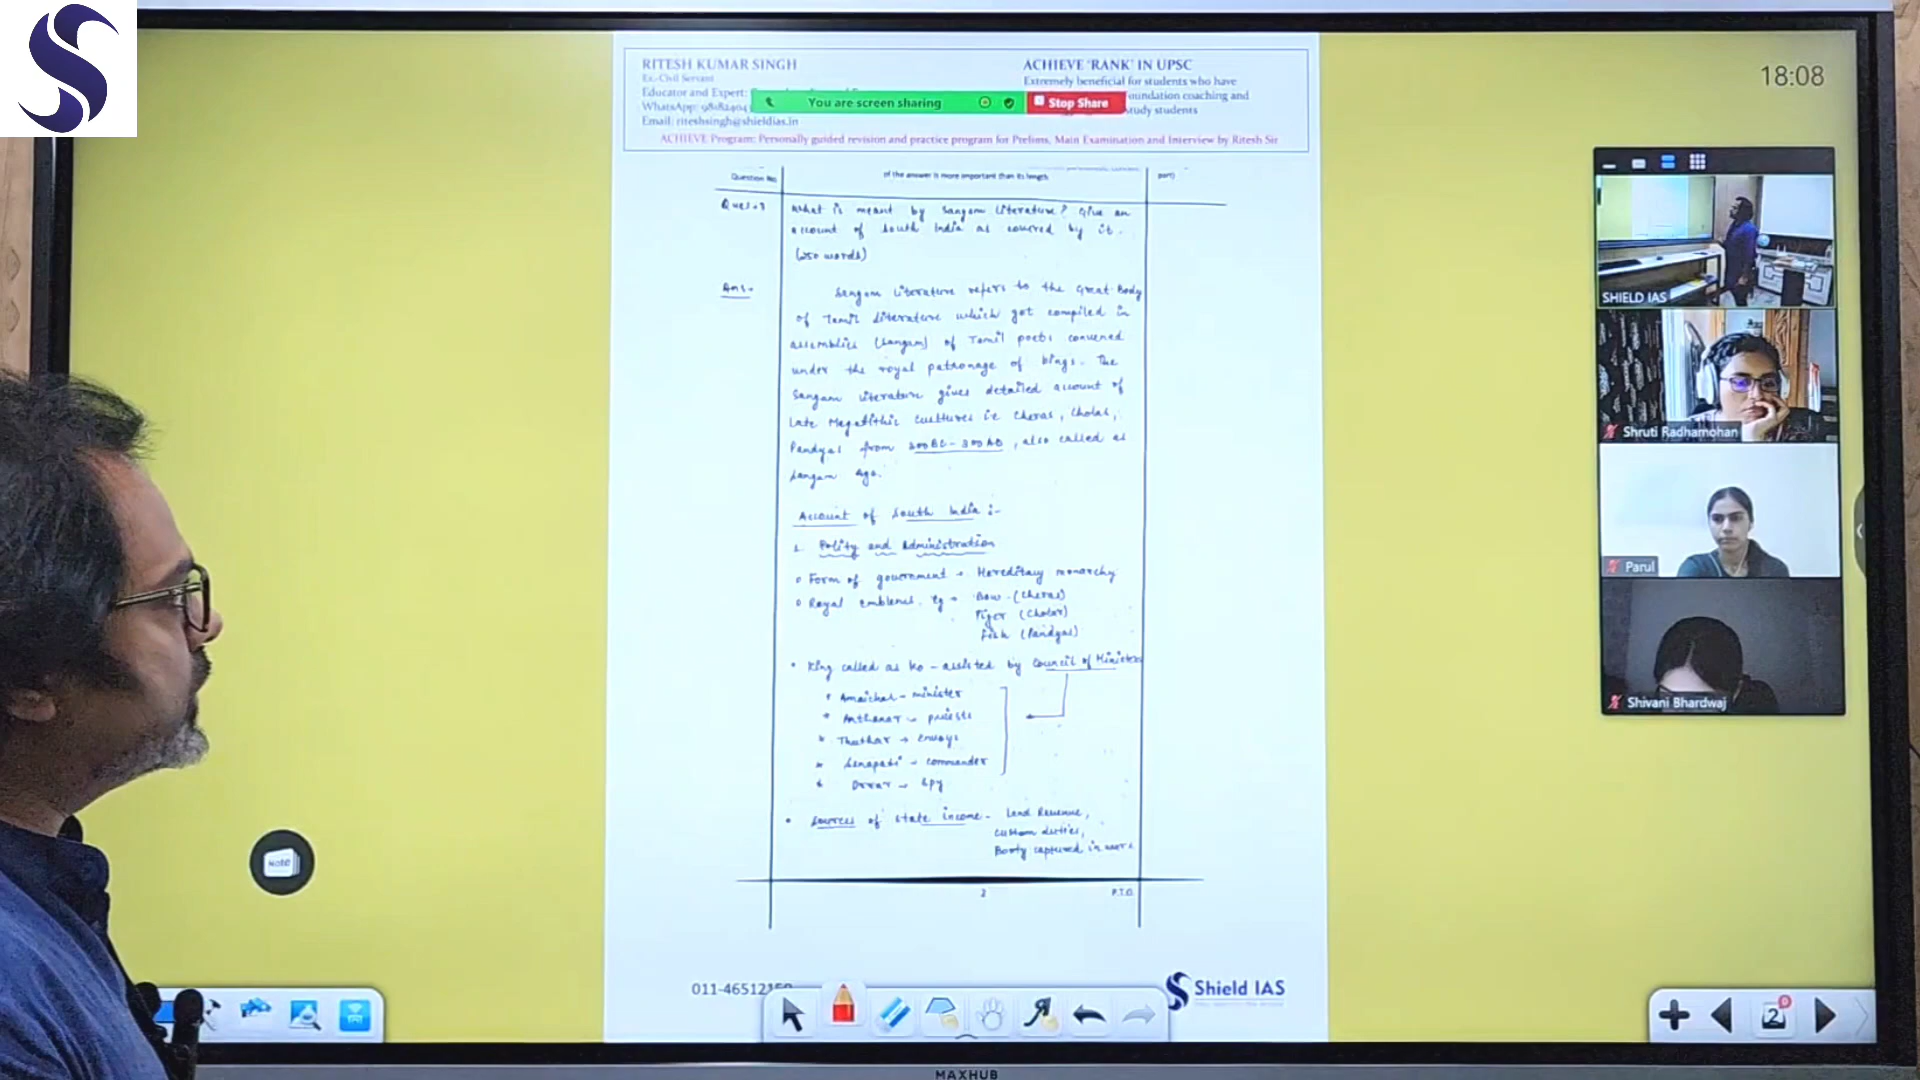 RITESH KUMAR SINGH
Ex-Civil Servant
Educator and Expert:
WhatsApp: 9818240
Email: riteshsingh@shieldias.in
ACHIEVE 'RANK' IN UPSC
Extremely beneficial for students who have
oundation coaching and
study students
You are screen sharing
Stop Share
ACHIEVE Program: Personally guided revision and practice program for Prelims, Main Examination and Interview by Ritesh Sir
18:08
Question No
of the answer is more important than its length
part)
Ques-3
What is meant by Sangam Literature? Give an
account of South India as covered by it.
(250 words)
Ans-
Sangam Literature refers to the Great Body
of Tamil Literature which got compiled in
assemblies (Sangam) of Tamil poets convened
under the royal patronage of kings. The
Sangam Literature gives detailed account of
Late Megalithic cultures ie Cheras, Cholas,
Pandyas from 300BC-300AD, also called as
Sangam age.
Account of South India :-
1. Polity and Administration
Form of government → Hereditary monarchy
Royal emblems. Eg → Bow (Cheras)
Tiger (Cholas)
Fish (Pandyas)
King called as Ko - assisted by Council of Ministers
Amaichar - minister
Anthanar → priests
Thuthar → envoys
Senapati → commander
Orrar → spy
Sources of state income - Land Revenue,
custom duties,
Booty captured in wars
2
P.T.O.
011-46512
Shield IAS
SHIELD IAS
Shruti Radhamohan
Parul
Shivani Bhardwaj
Note
2
0
MAXHUB